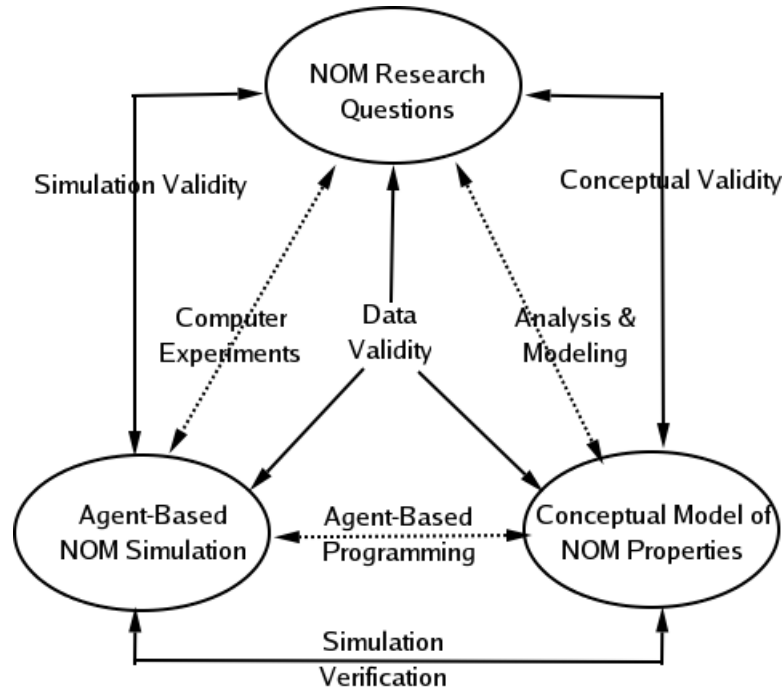 NOM Research
Questions
Simulation Validity
Conceptual Validity
Computer
Experiments
Data
Validity
Analysis &
Modeling
Agent-Based
NOM Simulation
Agent-Based
Programming
Conceptual Model of
NOM Properties
Simulation
Verification